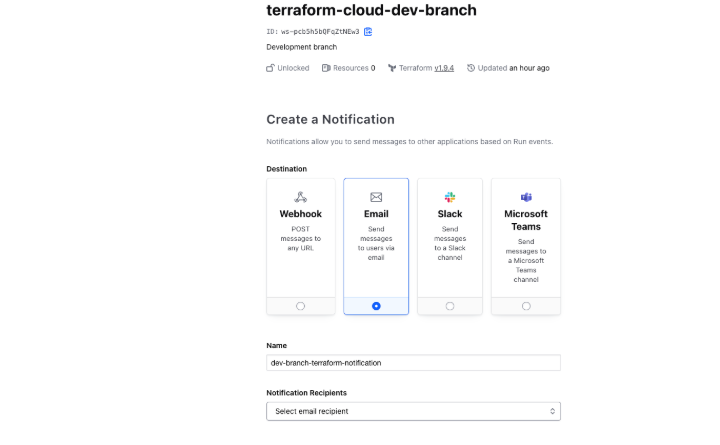 terraform-cloud-dev-branch
ID: ws-pcb5h5bQFqZtNEw3
Development branch
Unlocked Resources 0 Terraform v1.9.4 Updated an hour ago
Create a Notification
Notifications allow you to send messages to other applications based on Run events.
Destination
Webhook
POST
messages to
any URL
Email
Send
messages
to users via
email
Slack
Send
messages
to a Slack
channel
Microsoft
Teams
Send
messages to
a Microsoft
Teams
channel
Name
dev-branch-terraform-notification
Notification Recipients
Select email recipient